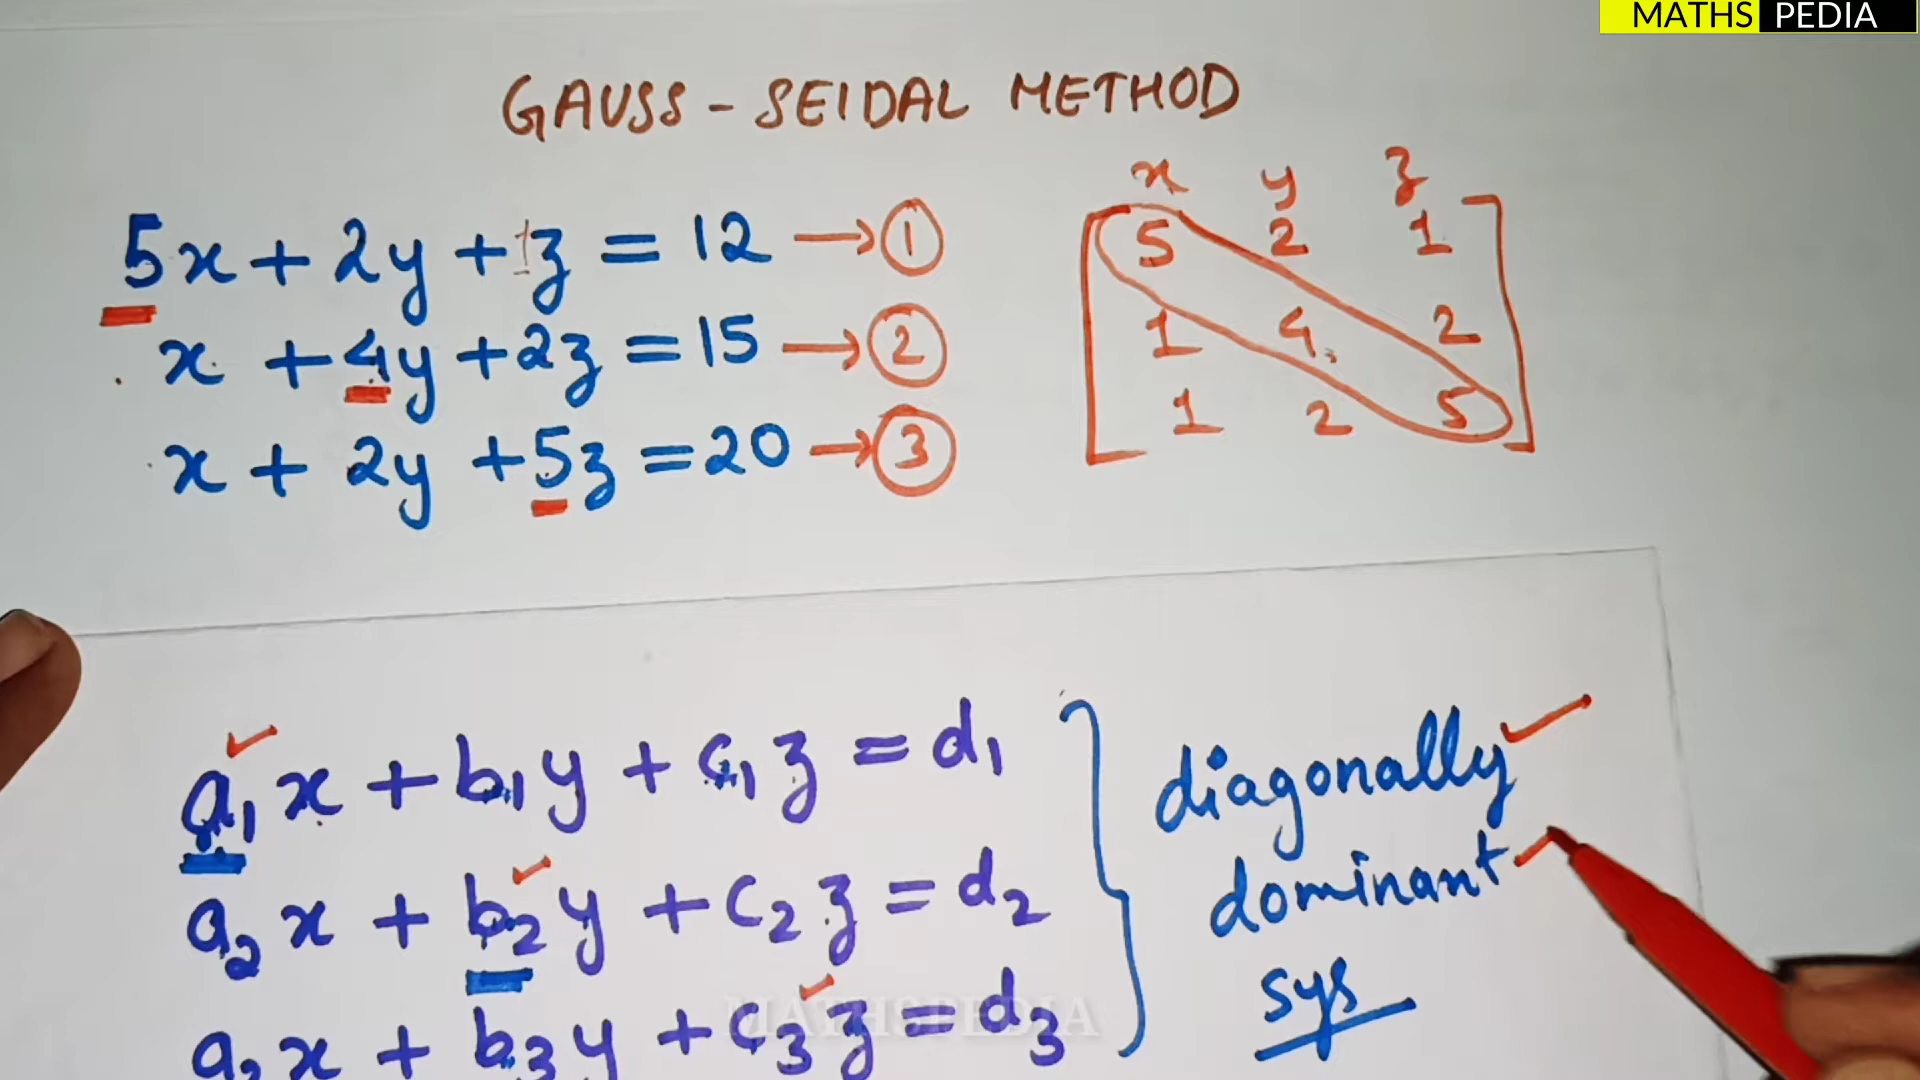 MATHS PEDIA
GAUSS - SEIDAL METHOD
5x + 2y + 1z = 12 → ①
x + 4y + 2z = 15 → ②
x + 2y + 5z = 20 → ③
x y z
5 2 1
1 4 2
1 2 5
a₁x + b₁y + c₁z = d₁
a₂x + b₂y + c₂z = d₂
a₃x + b₃y + c₃z = d₃
diagonally
dominant
sys
MATHSPEDIA